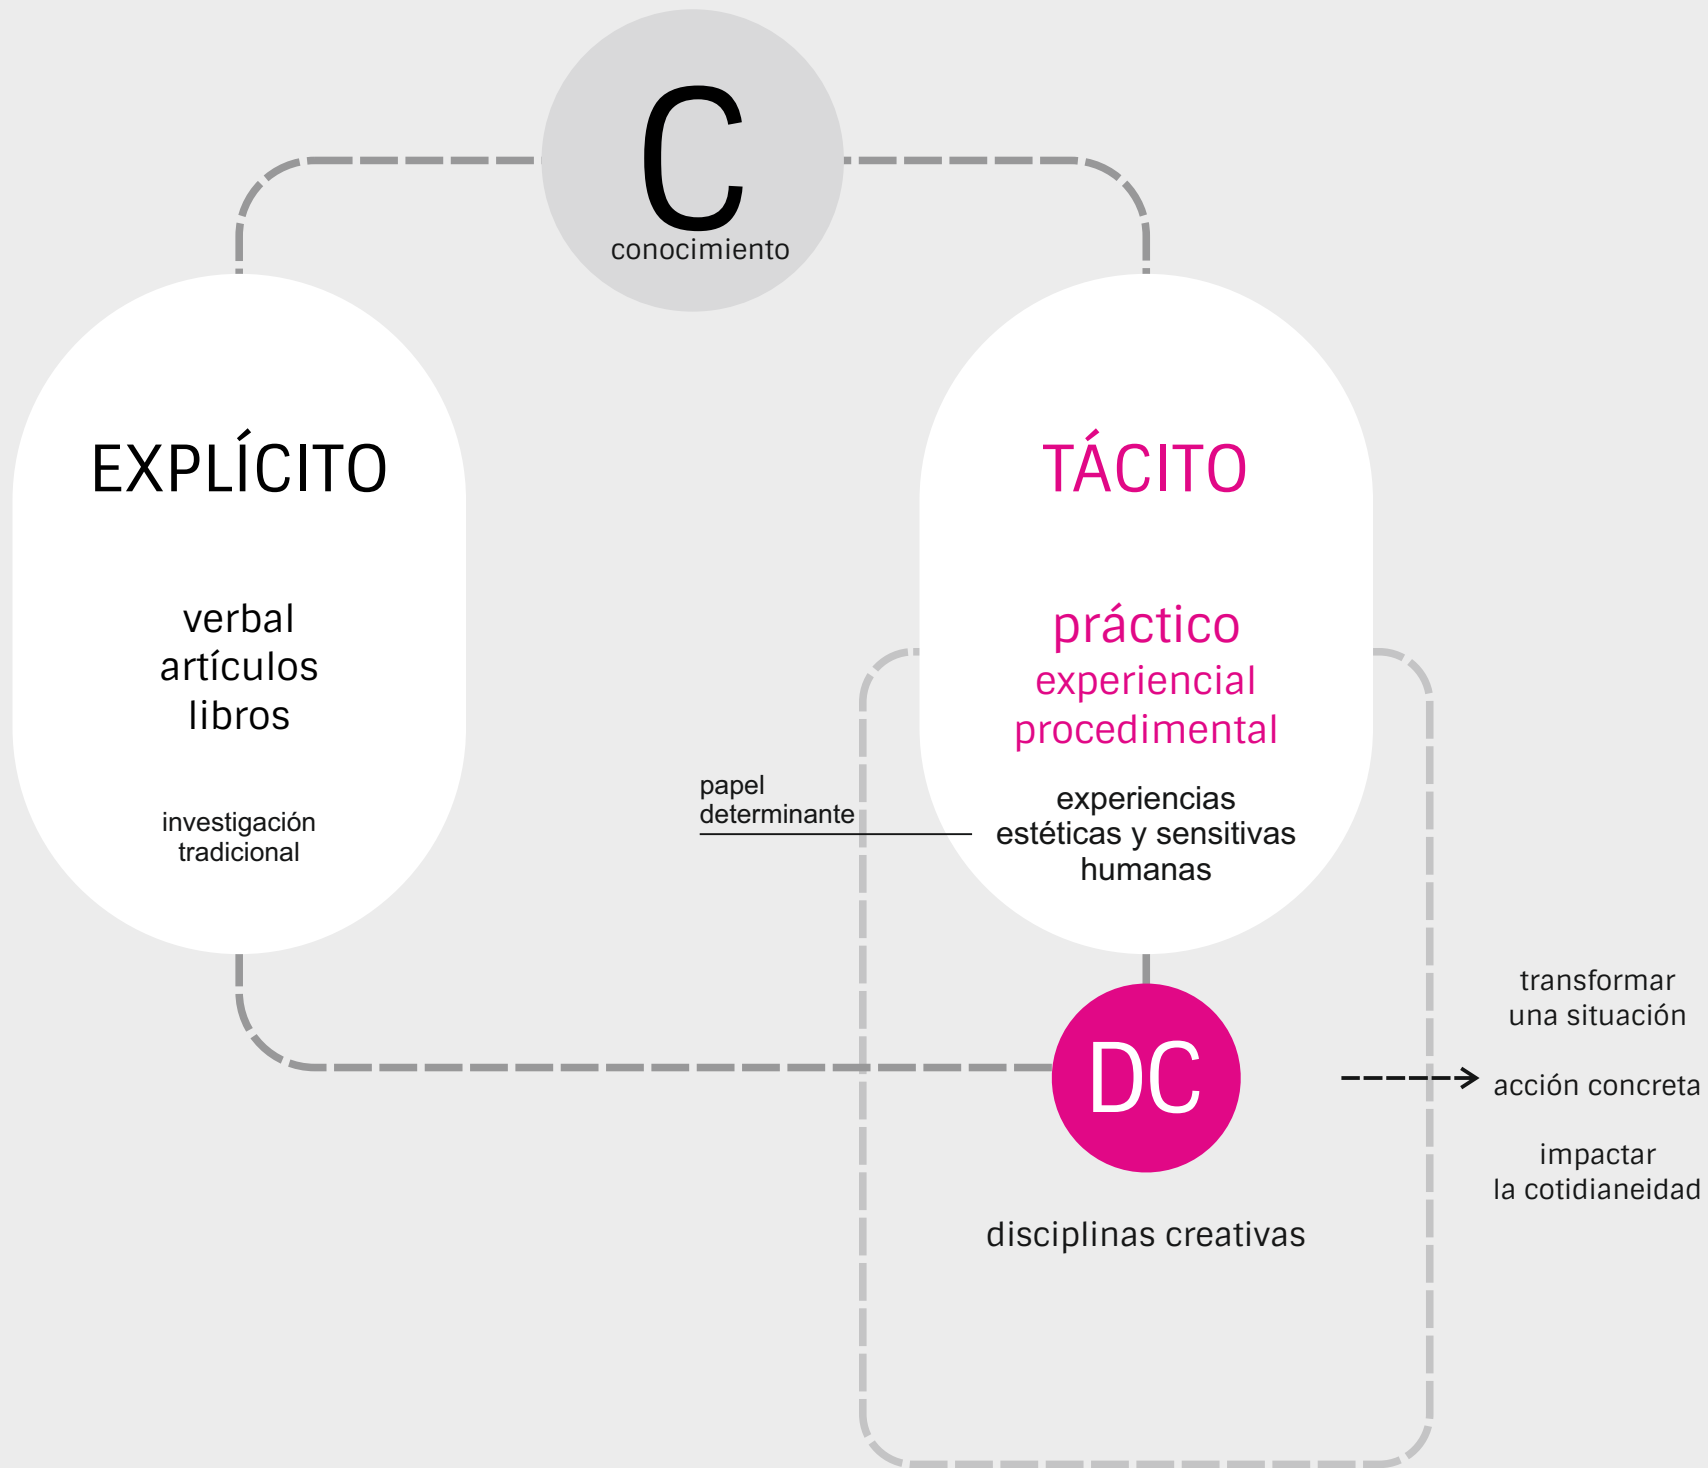 C
conocimiento
EXPLÍCITO
verbal
artículos
libros
investigación
tradicional
TÁCITO
práctico
experiencial
procedimental
papel
determinante
experiencias
estéticas y sensitivas
humanas
DC
disciplinas creativas
transformar
una situación
acción concreta
impactar
la cotidianeidad